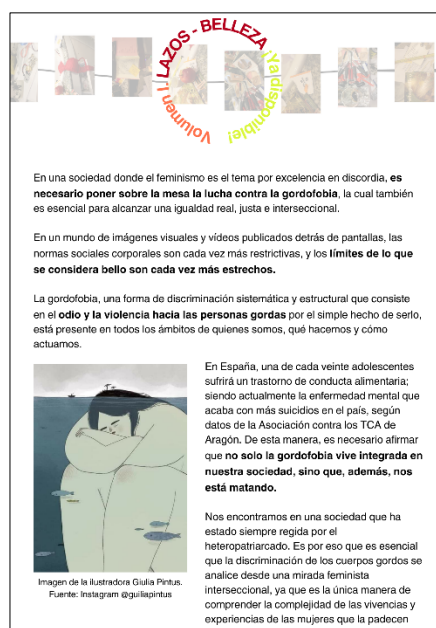 Volumen I LAZOS - BELLEZA ¡Ya disponible!
En una sociedad donde el feminismo es el tema por excelencia en discordia, es
necesario poner sobre la mesa la lucha contra la gordofobia, la cual también
es esencial para alcanzar una igualdad real, justa e interseccional.
En un mundo de imágenes visuales y vídeos publicados detrás de pantallas, las
normas sociales corporales son cada vez más restrictivas, y los límites de lo que
se considera bello son cada vez más estrechos.
La gordofobia, una forma de discriminación sistemática y estructural que consiste
en el odio y la violencia hacia las personas gordas por el simple hecho de serlo,
está presente en todos los ámbitos de quienes somos, qué hacemos y cómo
actuamos.
En España, una de cada veinte adolescentes
sufrirá un trastorno de conducta alimentaria;
siendo actualmente la enfermedad mental que
acaba con más suicidios en el país, según
datos de la Asociación contra los TCA de
Aragón. De esta manera, es necesario afirmar
que no solo la gordofobia vive integrada en
nuestra sociedad, sino que, además, nos
está matando.
Nos encontramos en una sociedad que ha
estado siempre regida por el
heteropatriarcado. Es por eso que es esencial
que la discriminación de los cuerpos gordos se
analice desde una mirada feminista
interseccional, ya que es la única manera de
comprender la complejidad de las vivencias y
experiencias de las mujeres que la padecen
Imagen de la ilustradora Giulia Pintus.
Fuente: Instagram @guiliapintus